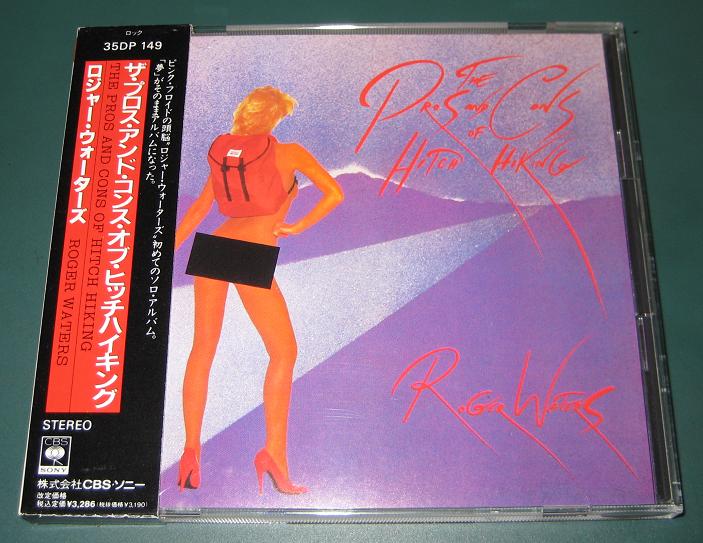 ロック
35DP 149
ザ・プロス・アンド・コンス・オブ・ヒッチハイキング
THE PROS AND CONS OF HITCH HIKING
ロジャー・ウォーターズ
ROGER WATERS
ピンク・フロイドの頭脳“ロジャー・ウォーターズ”初めてのソロ・アルバム。
「夢」がそのままアルバムになった。
STEREO
CBS
SONY
株式会社CBS・ソニー
改定価格
税込定価¥3,286(税抜価格¥3,190)
THE
PROS AND CONS
OF
HITCH HIKING
ROGER WATERS